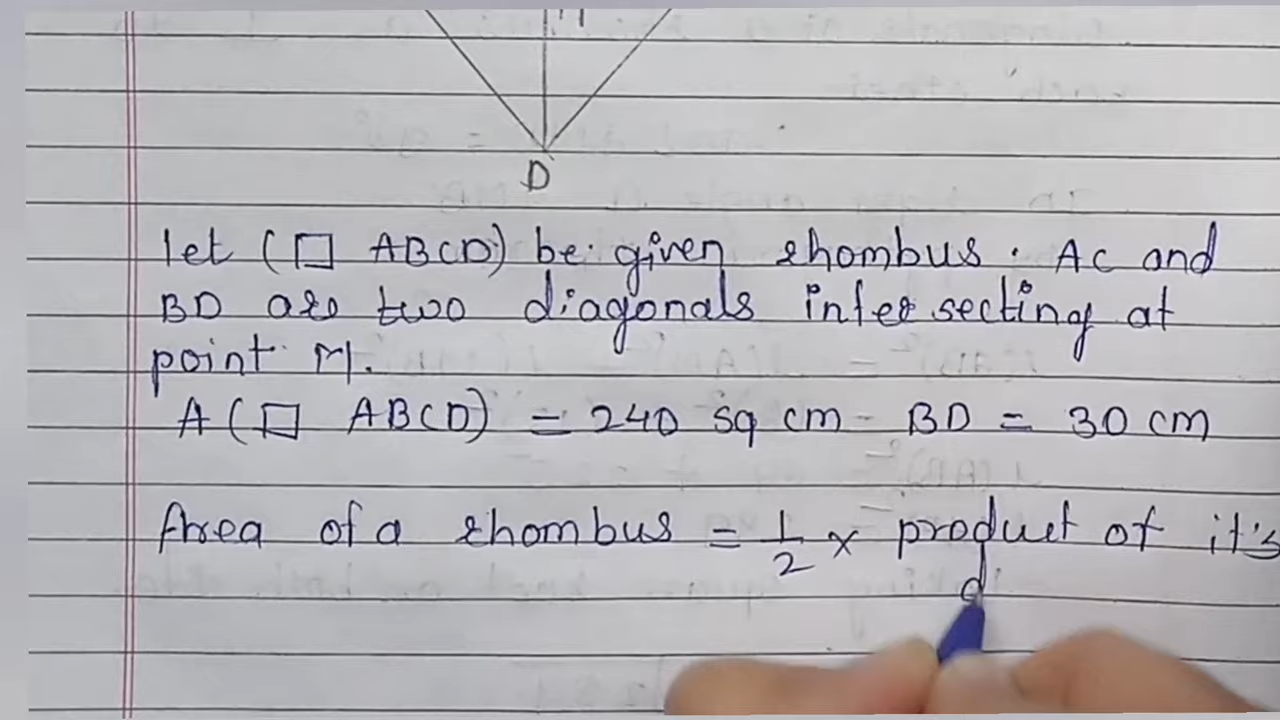 M
D
let (□ ABCD) be given rhombus. AC and
BD are two diagonals intersecting at
point M.
A (□ ABCD) = 240 sq cm - BD = 30 cm
Area of a rhombus = 1/2 × product of it's
d